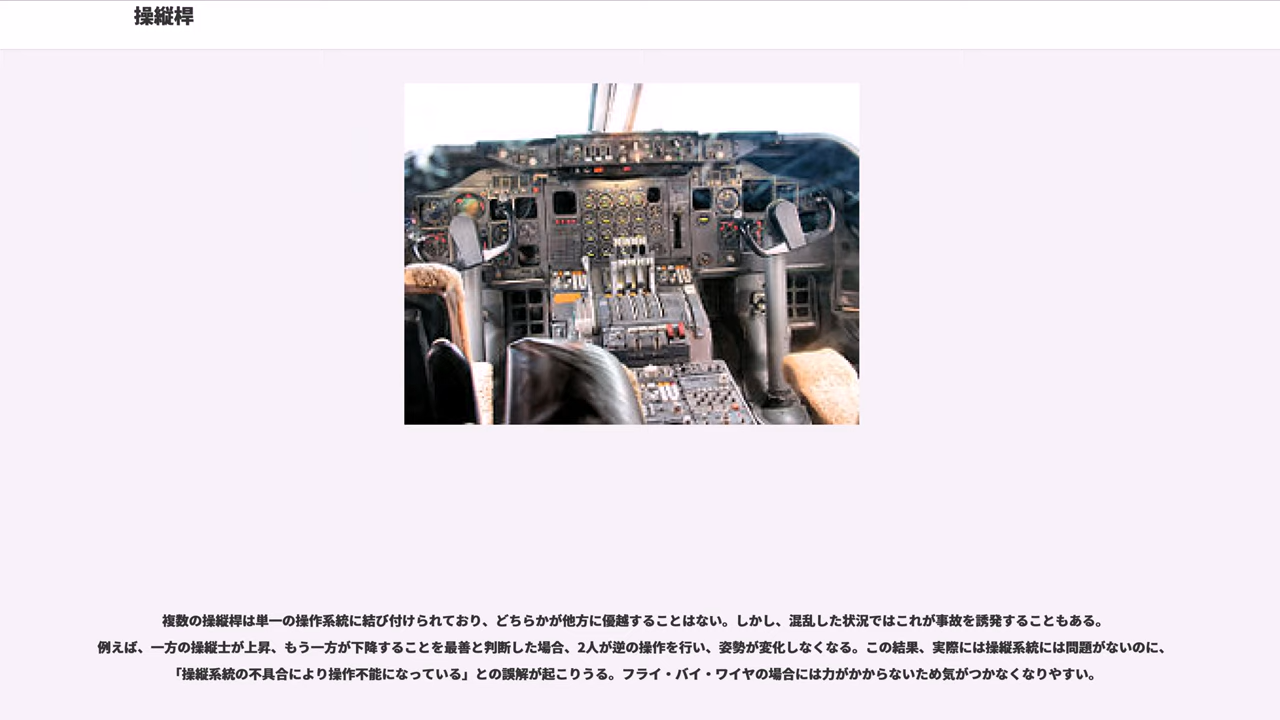 操縦桿
複数の操縦桿は単一の操作系統に結び付けられており、どちらかが他方に優越することはない。しかし、混乱した状況ではこれが事故を誘発することもある。
例えば、一方の操縦士が上昇、もう一方が下降することを最善と判断した場合、2人が逆の操作を行い、姿勢が変化しなくなる。この結果、実際には操縦系統には問題がないのに、
「操縦系統の不具合により操作不能になっている」との誤解が起こりうる。フライ・バイ・ワイヤの場合には力がかからないため気がつかなくなりやすい。